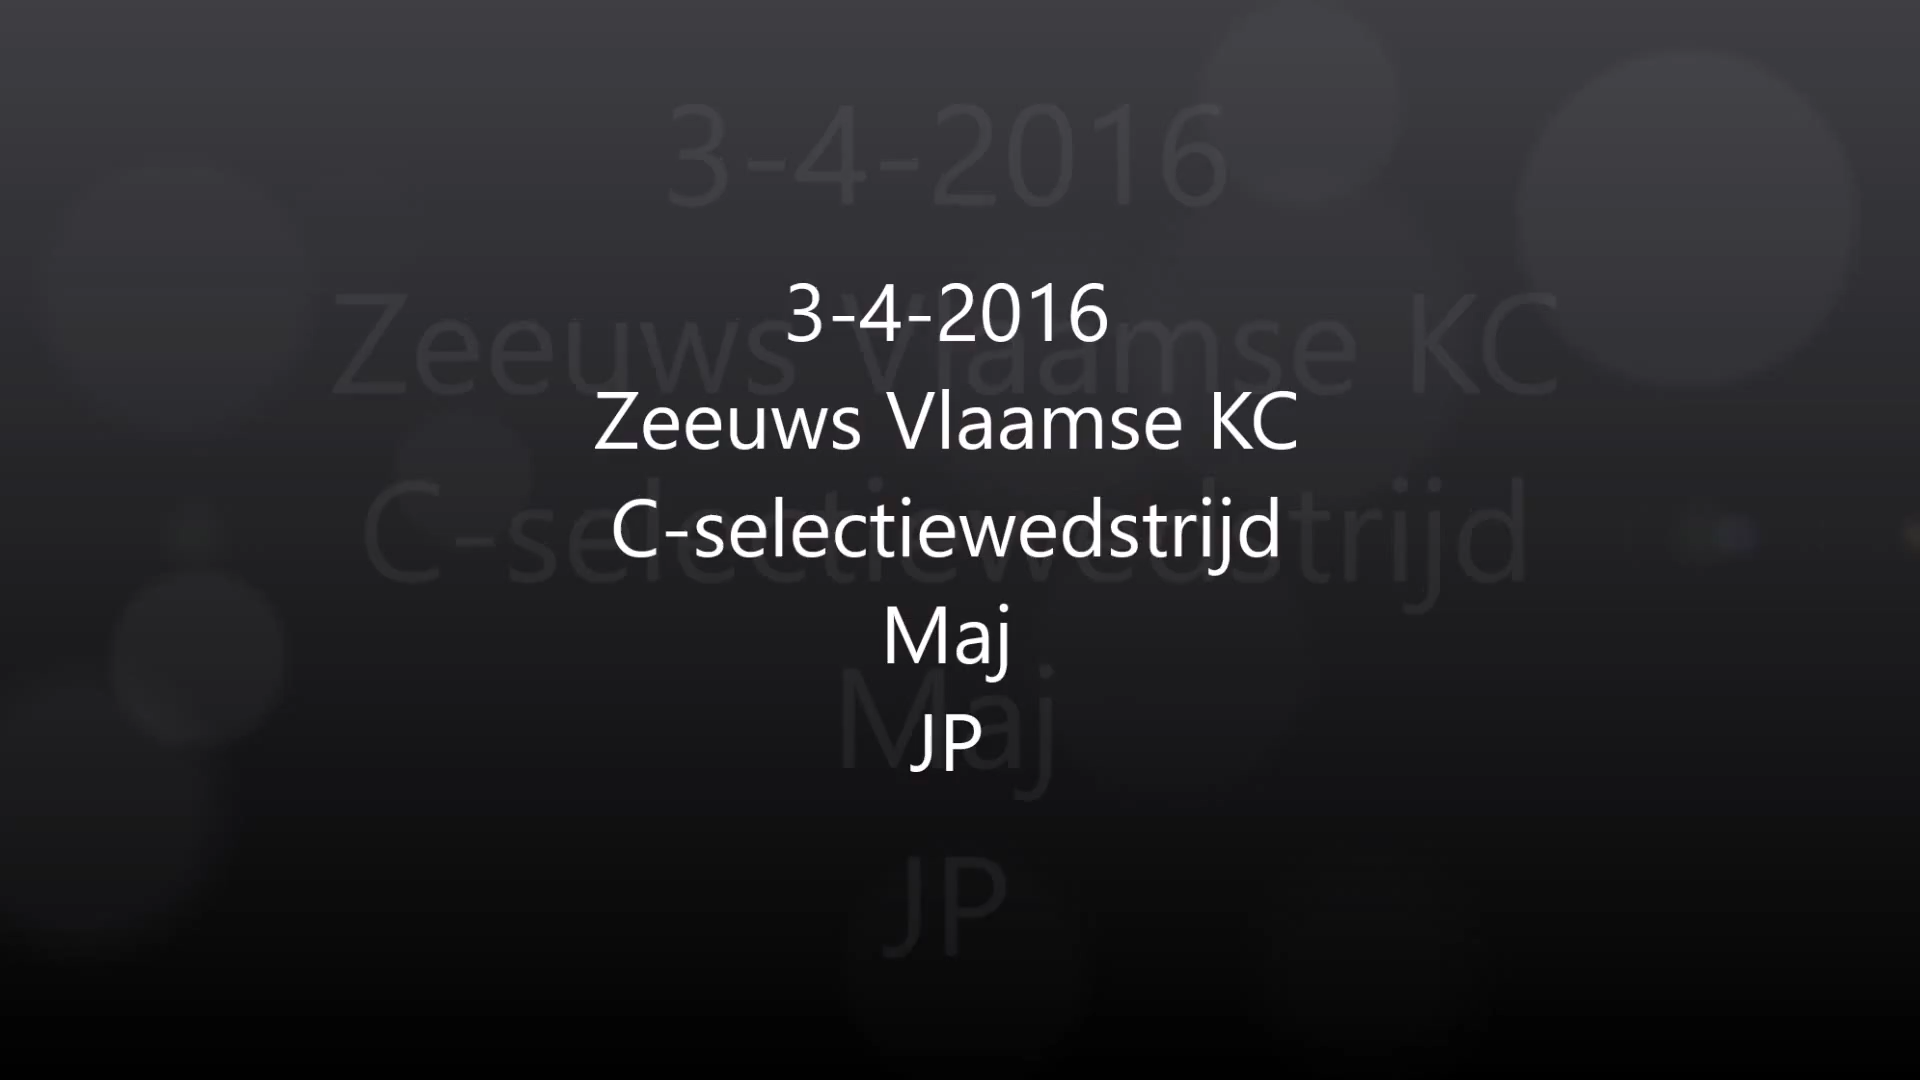 3-4-2016
Zeeuws Vlaamse KC
C-selectiewedstrijd
Maj
JP